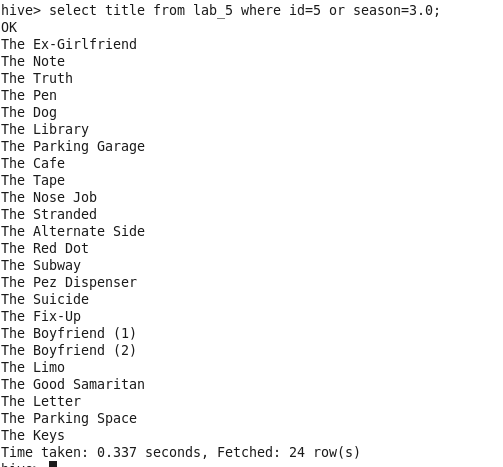 hive> select title from lab_5 where id=5 or season=3.0;
OK
The Ex-Girlfriend
The Note
The Truth
The Pen
The Dog
The Library
The Parking Garage
The Cafe
The Tape
The Nose Job
The Stranded
The Alternate Side
The Red Dot
The Subway
The Pez Dispenser
The Suicide
The Fix-Up
The Boyfriend (1)
The Boyfriend (2)
The Limo
The Good Samaritan
The Letter
The Parking Space
The Keys
Time taken: 0.337 seconds, Fetched: 24 row(s)
hive>